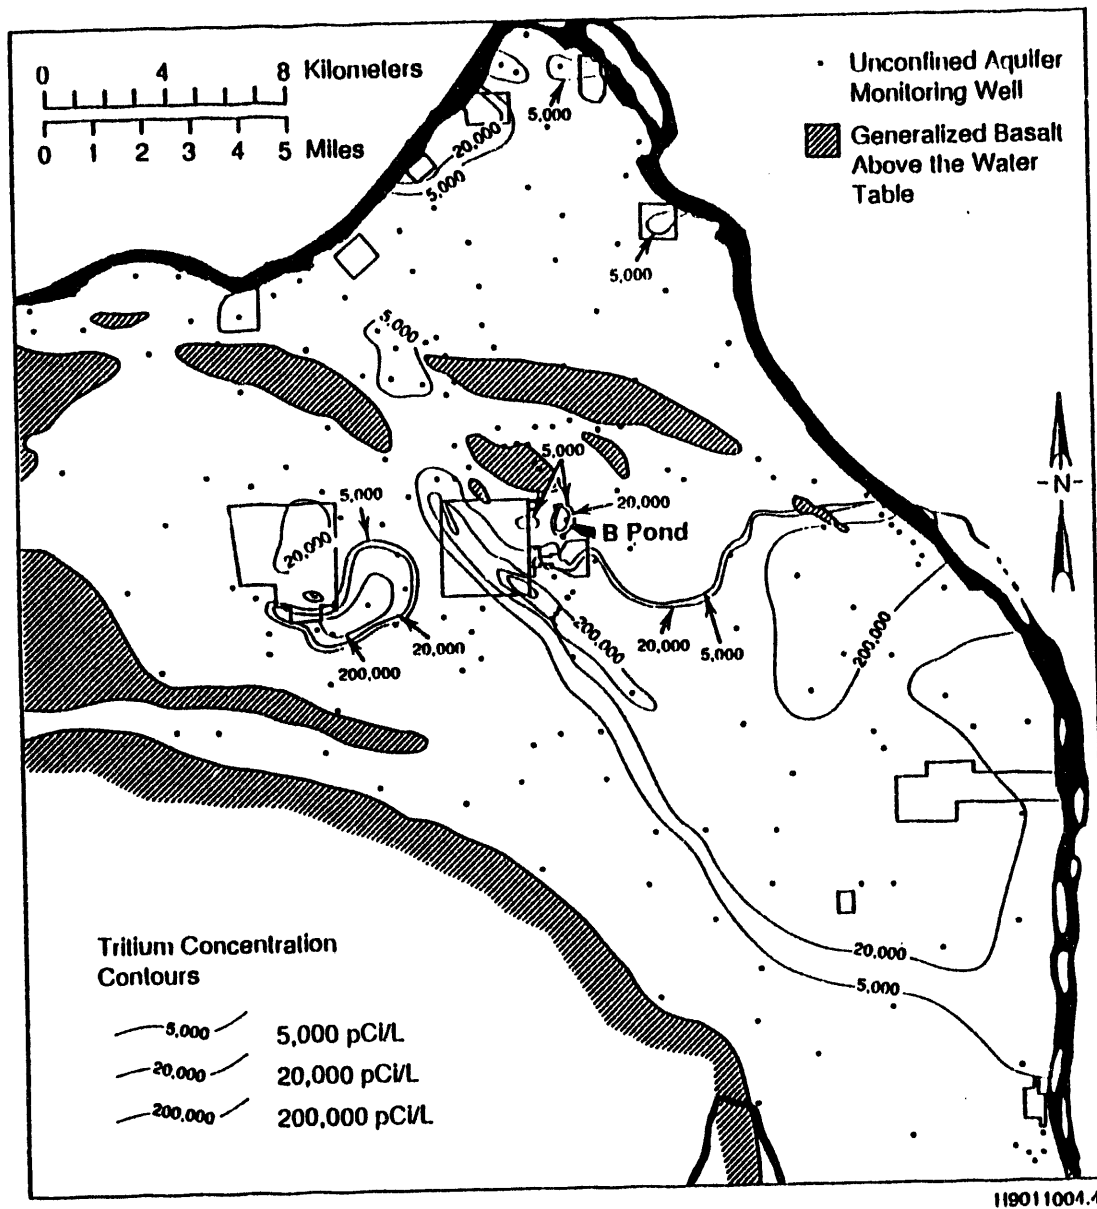 0 4 8 Kilometers
0 1 2 3 4 5 Miles
· Unconfined Aquifer
Monitoring Well
Generalized Basalt
Above the Water
Table
5,000
20,000
5,000
5,000
5,000
5,000
20,000
5,000
20,000
B Pond
-N-
20,000
200,000
200,000
20,000
5,000
200,000
20,000
5,000
Tritium Concentration
Contours
5,000 5,000 pCi/L
20,000 20,000 pCi/L
200,000 200,000 pCi/L
H9011004.4